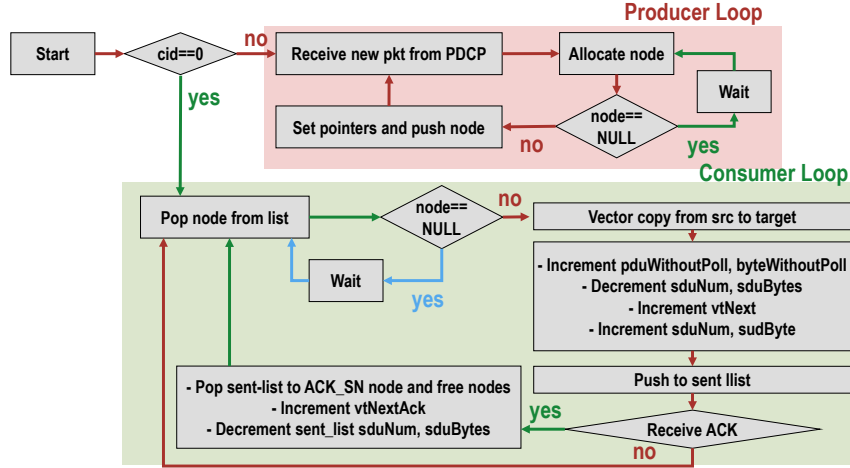 Producer Loop
Start
cid==0
no
Receive new pkt from PDCP
Allocate node
yes
Wait
Set pointers and push node
node==
NULL
no
yes
Consumer Loop
Pop node from list
node==
NULL
no
Vector copy from src to target
Wait
yes
- Increment pduWithoutPoll, byteWithoutPoll
- Decrement sduNum, sduBytes
- Increment vtNext
- Increment sduNum, sudByte
- Pop sent-list to ACK_SN node and free nodes
- Increment vtNextAck
- Decrement sent_list sduNum, sduBytes
Push to sent llist
yes
Receive ACK
no